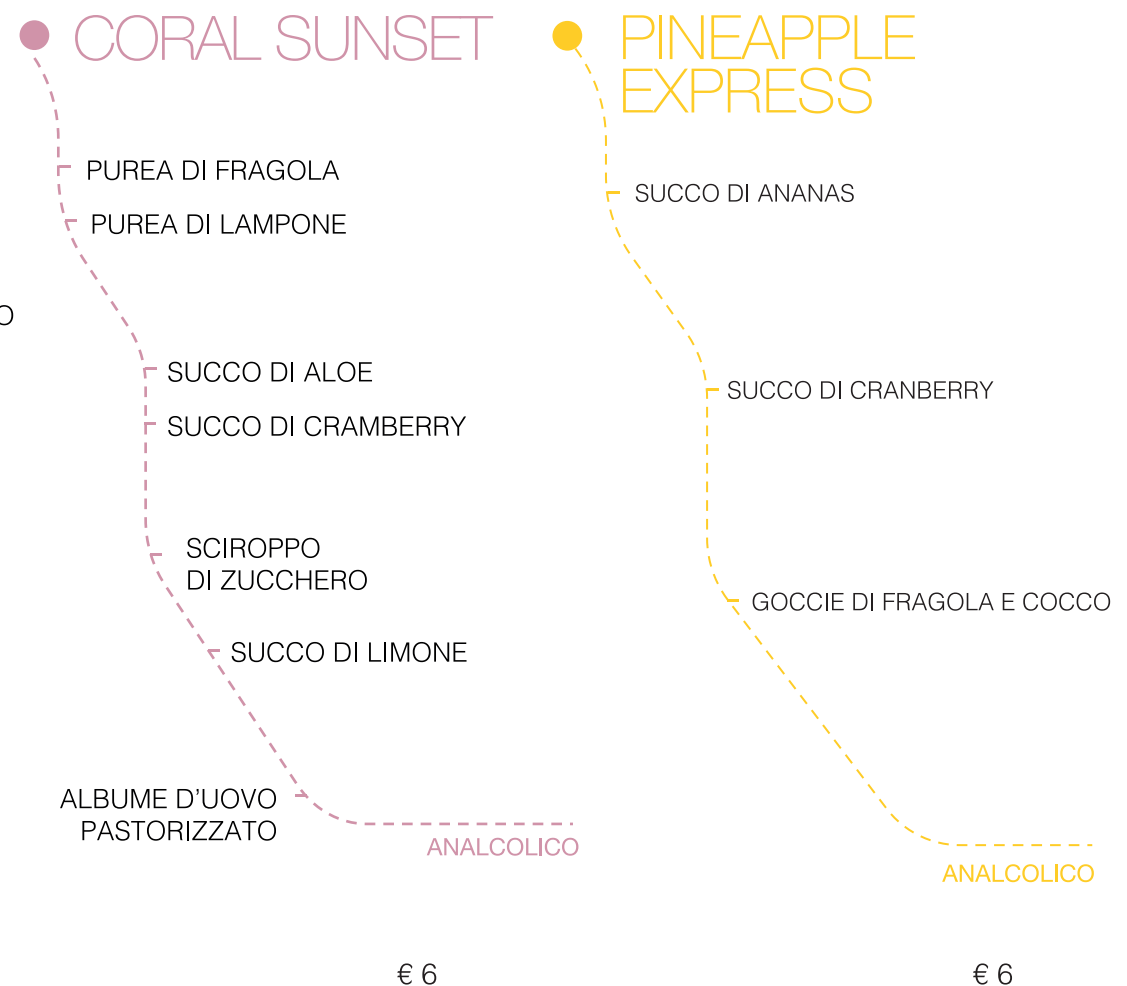 CORAL SUNSET
PUREA DI FRAGOLA
PUREA DI LAMPONE
SUCCO DI ALOE
SUCCO DI CRAMBERRY
SCIROPPO
DI ZUCCHERO
SUCCO DI LIMONE
ALBUME D'UOVO
PASTORIZZATO
ANALCOLICO
€ 6
PINEAPPLE
EXPRESS
SUCCO DI ANANAS
SUCCO DI CRANBERRY
GOCCIE DI FRAGOLA E COCCO
ANALCOLICO
€ 6